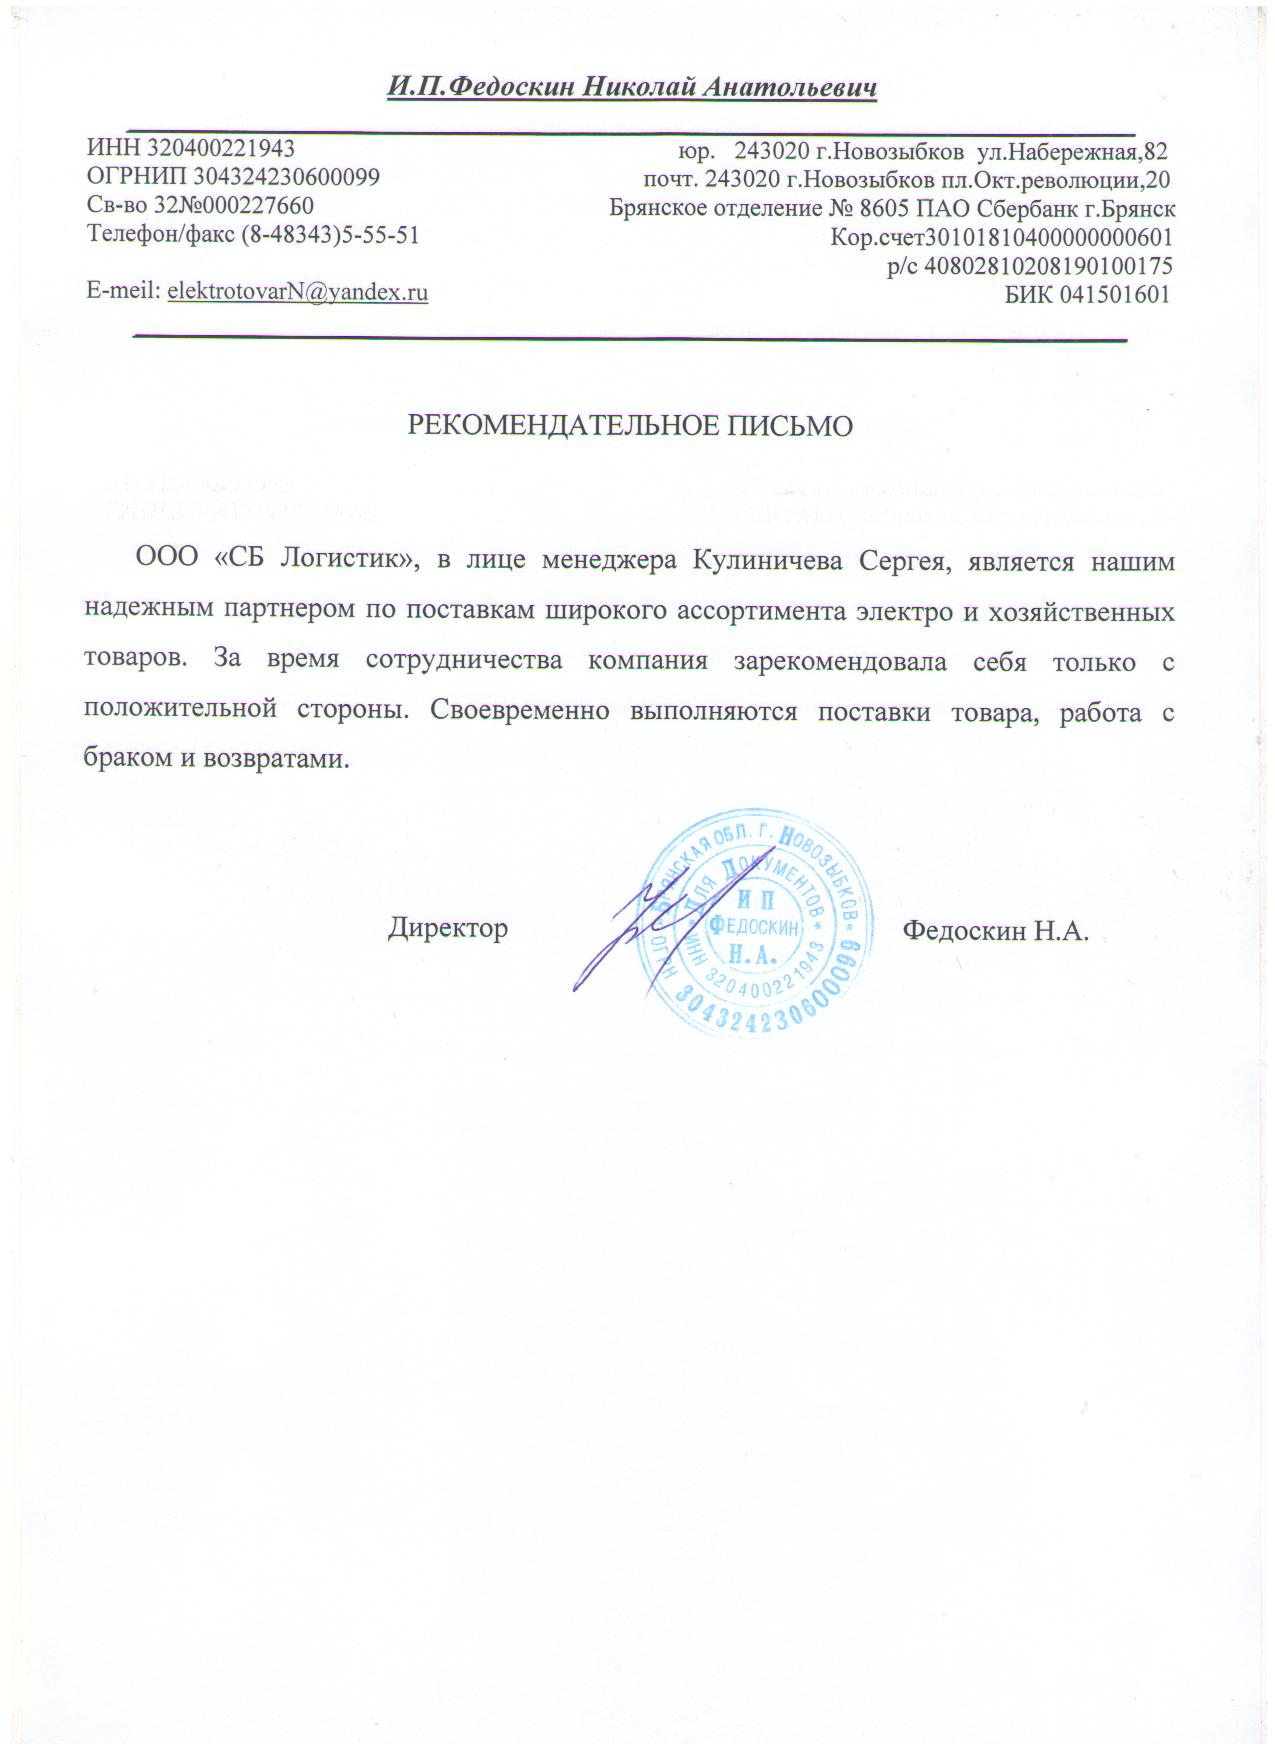 И.П.Федоскин Николай Анатольевич
ИНН 320400221943
ОГРНИП 304324230600099
Св-во 32№000227660
Телефон/факс (8-48343)5-55-51
E-meil: elektrotovarN@yandex.ru
юр. 243020 г.Новозыбков ул.Набережная,82
почт. 243020 г.Новозыбков пл.Окт.революции,20
Брянское отделение № 8605 ПАО Сбербанк г.Брянск
Кор.счет30101810400000000601
р/с 40802810208190100175
БИК 041501601
РЕКОМЕНДАТЕЛЬНОЕ ПИСЬМО
ООО «СБ Логистик», в лице менеджера Кулиничева Сергея, является нашим
надежным партнером по поставкам широкого ассортимента электро и хозяйственных
товаров. За время сотрудничества компания зарекомендовала себя только с
положительной стороны. Своевременно выполняются поставки товара, работа с
браком и возвратами.
Директор
Федоскин Н.А.
Брянская обл. г. Новозыбков
ОГРН 304324230600099
*Для Документов*
ИНН 320400221943
ИП
Федоскин
Н.А.